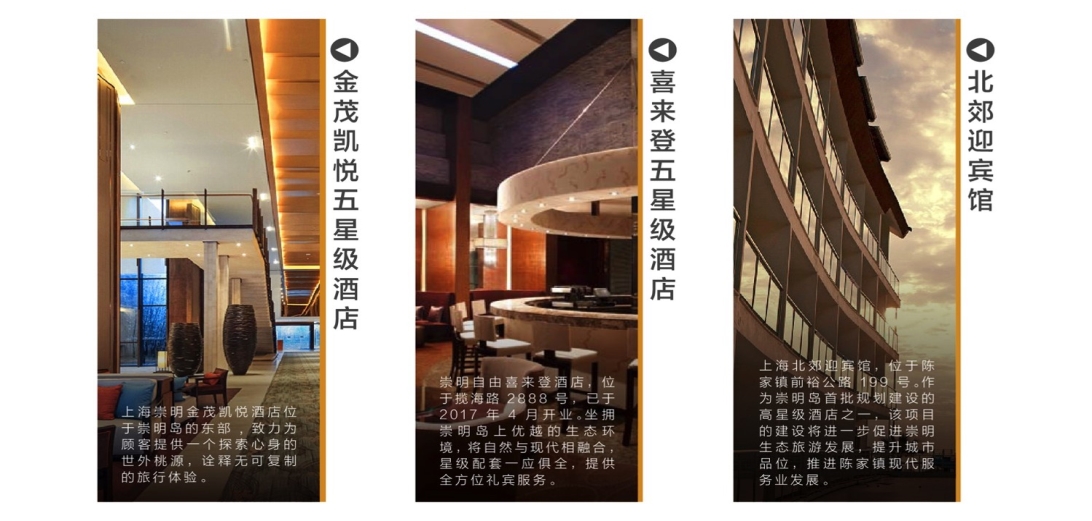 金茂凯悦五星级酒店
上海崇明金茂凯悦酒店位
于崇明岛的东部，致力为
顾客提供一个探索心身的
世外桃源，诠释无可复制
的旅行体验。
喜来登五星级酒店
崇明自由喜来登酒店，位
于揽海路 2888 号，已于
2017 年 4 月开业。坐拥
崇明岛上优越的生态环
境，将自然与现代相融合，
星级配套一应俱全，提供
全方位礼宾服务。
北郊迎宾馆
上海北郊迎宾馆，位于陈
家镇前裕公路 199 号。作
为崇明岛首批规划建设的
高星级酒店之一，该项目
的建设将进一步促进崇明
生态旅游发展，提升城市
品位，推进陈家镇现代服
务业发展。